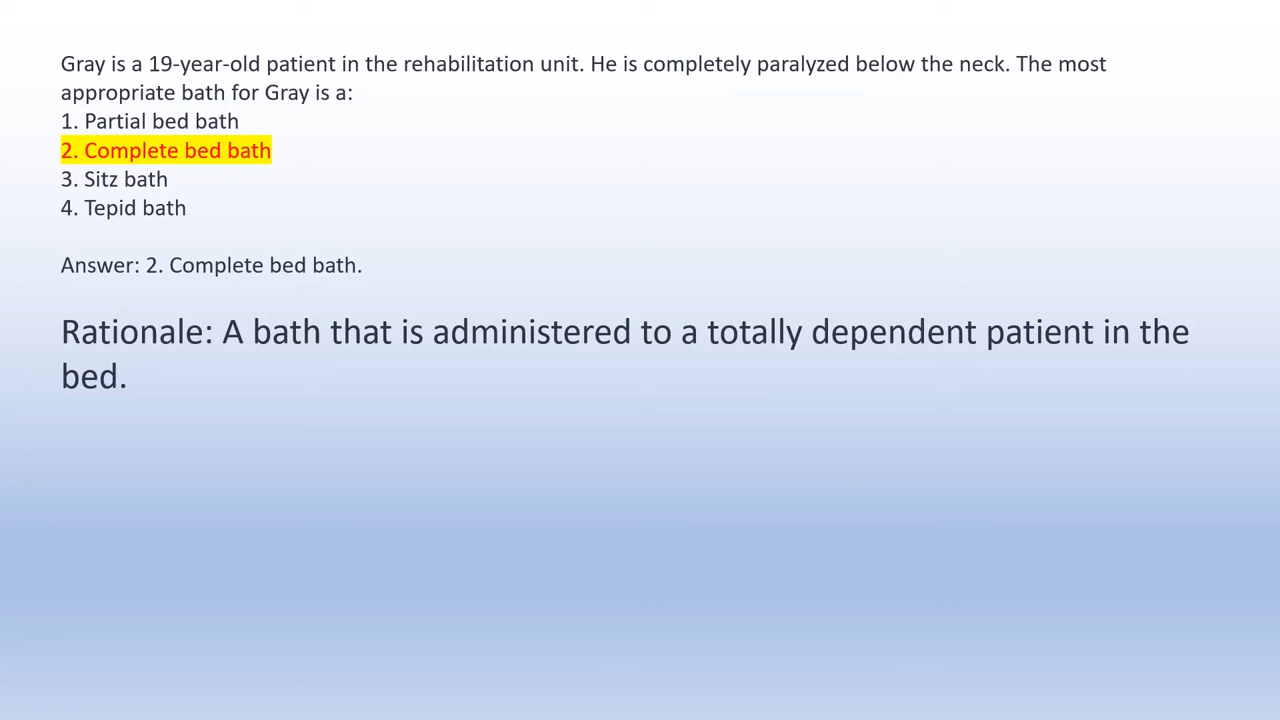 Gray is a 19-year-old patient in the rehabilitation unit. He is completely paralyzed below the neck. The most
appropriate bath for Gray is a:
1. Partial bed bath
2. Complete bed bath
3. Sitz bath
4. Tepid bath
Answer: 2. Complete bed bath.
Rationale: A bath that is administered to a totally dependent patient in the
bed.